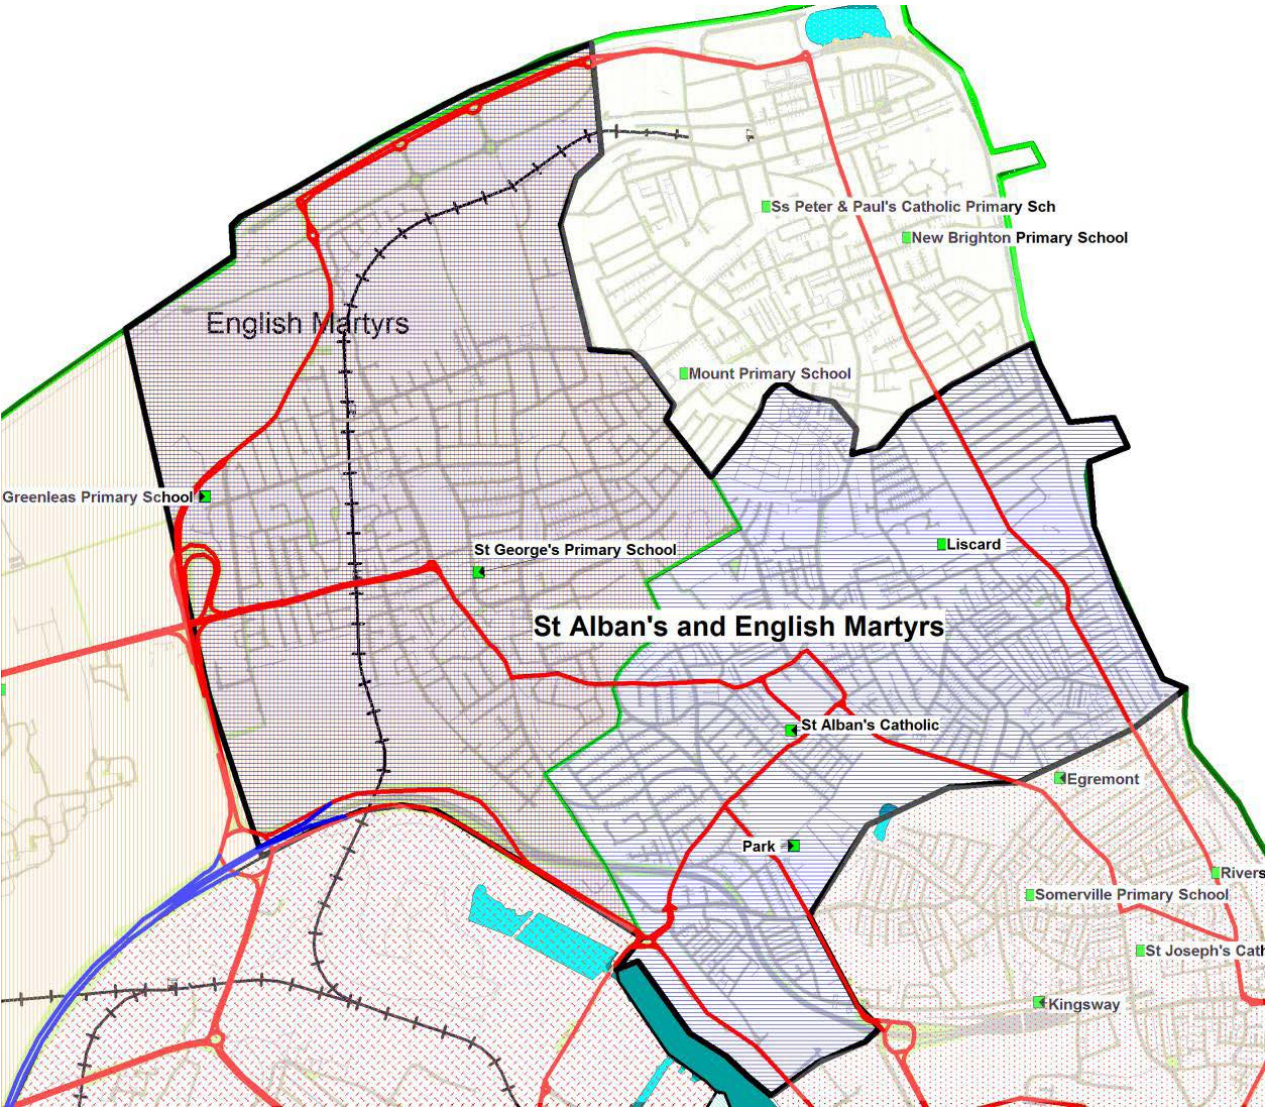 Ss Peter & Paul's Catholic Primary Sch
New Brighton Primary School
English Martyrs
Mount Primary School
Greenleas Primary School
St George's Primary School
Liscard
St Alban's and English Martyrs
St Alban's Catholic
Egremont
Park
Rivers
Somerville Primary School
St Joseph's Cath
Kingsway